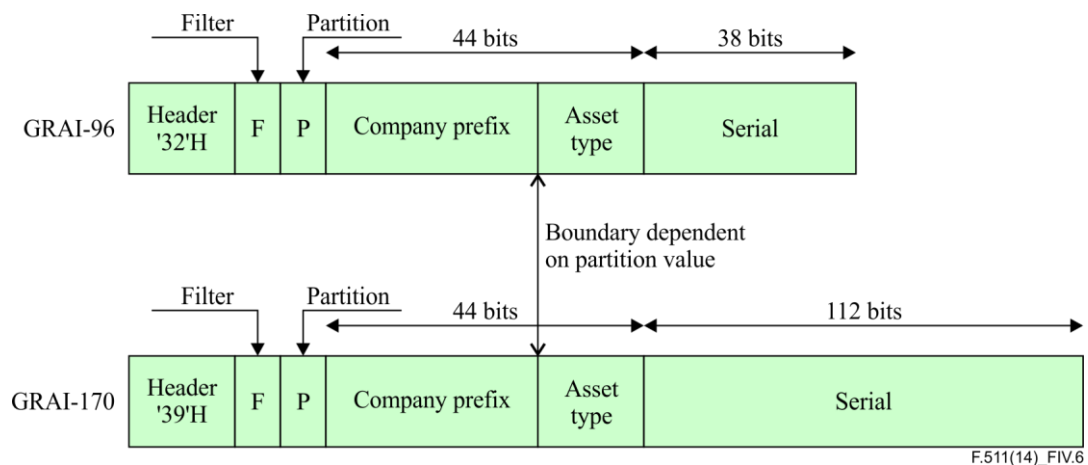 Filter
Partition
44 bits
38 bits
GRAI-96
Header
'32'H
F
P
Company prefix
Asset
type
Serial
Boundary dependent
on partition value
Filter
Partition
44 bits
112 bits
GRAI-170
Header
'39'H
F
P
Company prefix
Asset
type
Serial
F.511(14)_FIV.6